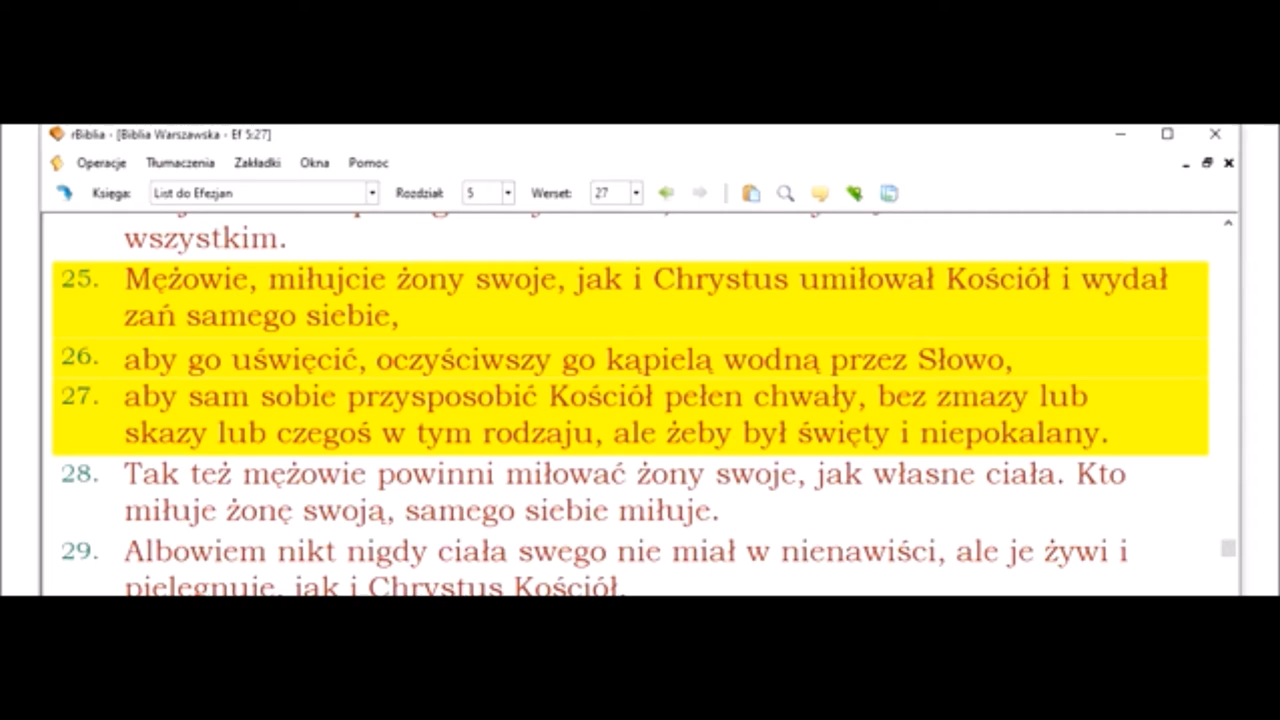 rBiblia - [Biblia Warszawska - Ef 5:27]
Operacje Tłumaczenia Zakładki Okna Pomoc
Księga: List do Efezjan Rozdział: 5 Werset: 27
wszystkim.
25. Mężowie, miłujcie żony swoje, jak i Chrystus umiłował Kościół i wydał
zań samego siebie,
26. aby go uświęcić, oczyściwszy go kąpielą wodną przez Słowo,
27. aby sam sobie przysposobić Kościół pełen chwały, bez zmazy lub
skazy lub czegoś w tym rodzaju, ale żeby był święty i niepokalany.
28. Tak też mężowie powinni miłować żony swoje, jak własne ciała. Kto
miłuje żonę swoją, samego siebie miłuje.
29. Albowiem nikt nigdy ciała swego nie miał w nienawiści, ale je żywi i
pielęgnuje, jak i Chrystus Kościół,